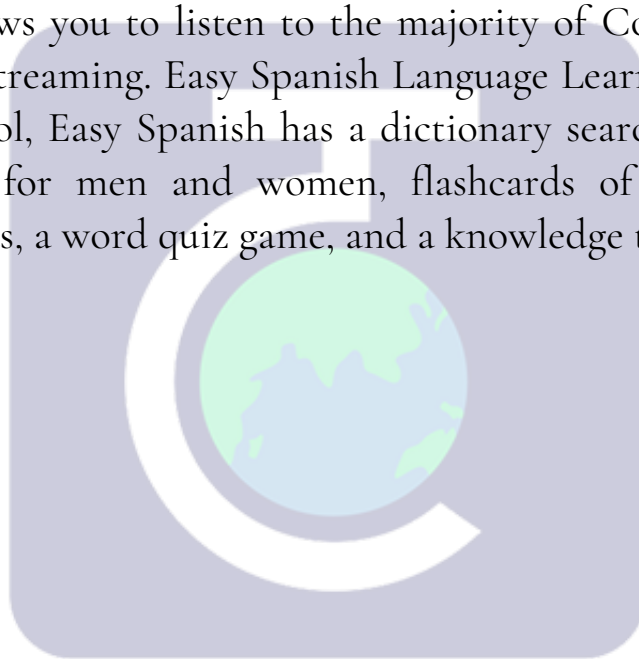 ws you to listen to the majority of Co
treaming. Easy Spanish Language Lear
ol, Easy Spanish has a dictionary sear
for men and women, flashcards of
s, a word quiz game, and a knowledge t